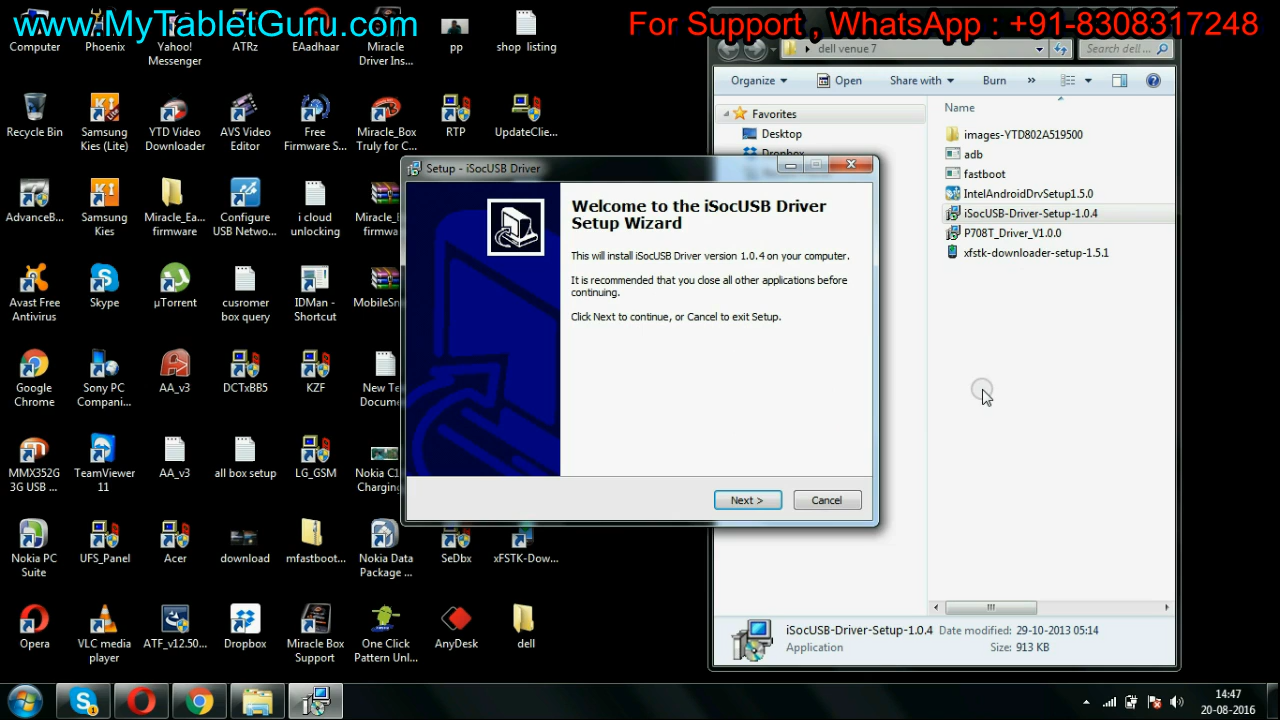 www.MyTabletGuru.com
For Support , WhatsApp : +91-8308317248
Computer
Phoenix
Yahoo!
Messenger
ATRz
EAadhaar
Miracle
Driver Ins...
pp
shop listing
Recycle Bin
Samsung
Kies (Lite)
YTD Video
Downloader
AVS Video
Editor
Free
Firmware S...
Miracle_Box
Truly for C...
RTP
UpdateClie...
AdvanceB...
Samsung
Kies
Miracle_Ea...
firmware
Configure
USB Netwo...
i cloud
unlocking
Miracle_
firmwa
Avast Free
Antivirus
Skype
µTorrent
cusromer
box query
IDMan -
Shortcut
MobileSn
Google
Chrome
Sony PC
Compani...
AA_v3
DCTxBB5
KZF
New Te
Docume
MMX352G
3G USB ...
TeamViewer
11
AA_v3
all box setup
LG_GSM
Nokia C1
Charging
Nokia PC
Suite
UFS_Panel
Acer
download
mfastboot...
Nokia Data
Package ...
SeDbx
xFSTK-Dow...
Opera
VLC media
player
ATF_v12.50...
Dropbox
Miracle Box
Support
One Click
Pattern Unl...
AnyDesk
dell
dell venue 7
Search dell ...
Organize
Open
Share with
Burn
»
Favorites
Desktop
Dropbox
Name
images-YTD802A519500
adb
fastboot
IntelAndroidDrvSetup1.5.0
iSocUSB-Driver-Setup-1.0.4
P708T_Driver_V1.0.0
xfstk-downloader-setup-1.5.1
Setup - iSocUSB Driver
Welcome to the iSocUSB Driver
Setup Wizard
This will install iSocUSB Driver version 1.0.4 on your computer.
It is recommended that you close all other applications before
continuing.
Click Next to continue, or Cancel to exit Setup.
Next >
Cancel
iSocUSB-Driver-Setup-1.0.4 Date modified: 29-10-2013 05:14
Application Size: 913 KB
14:47
20-08-2016